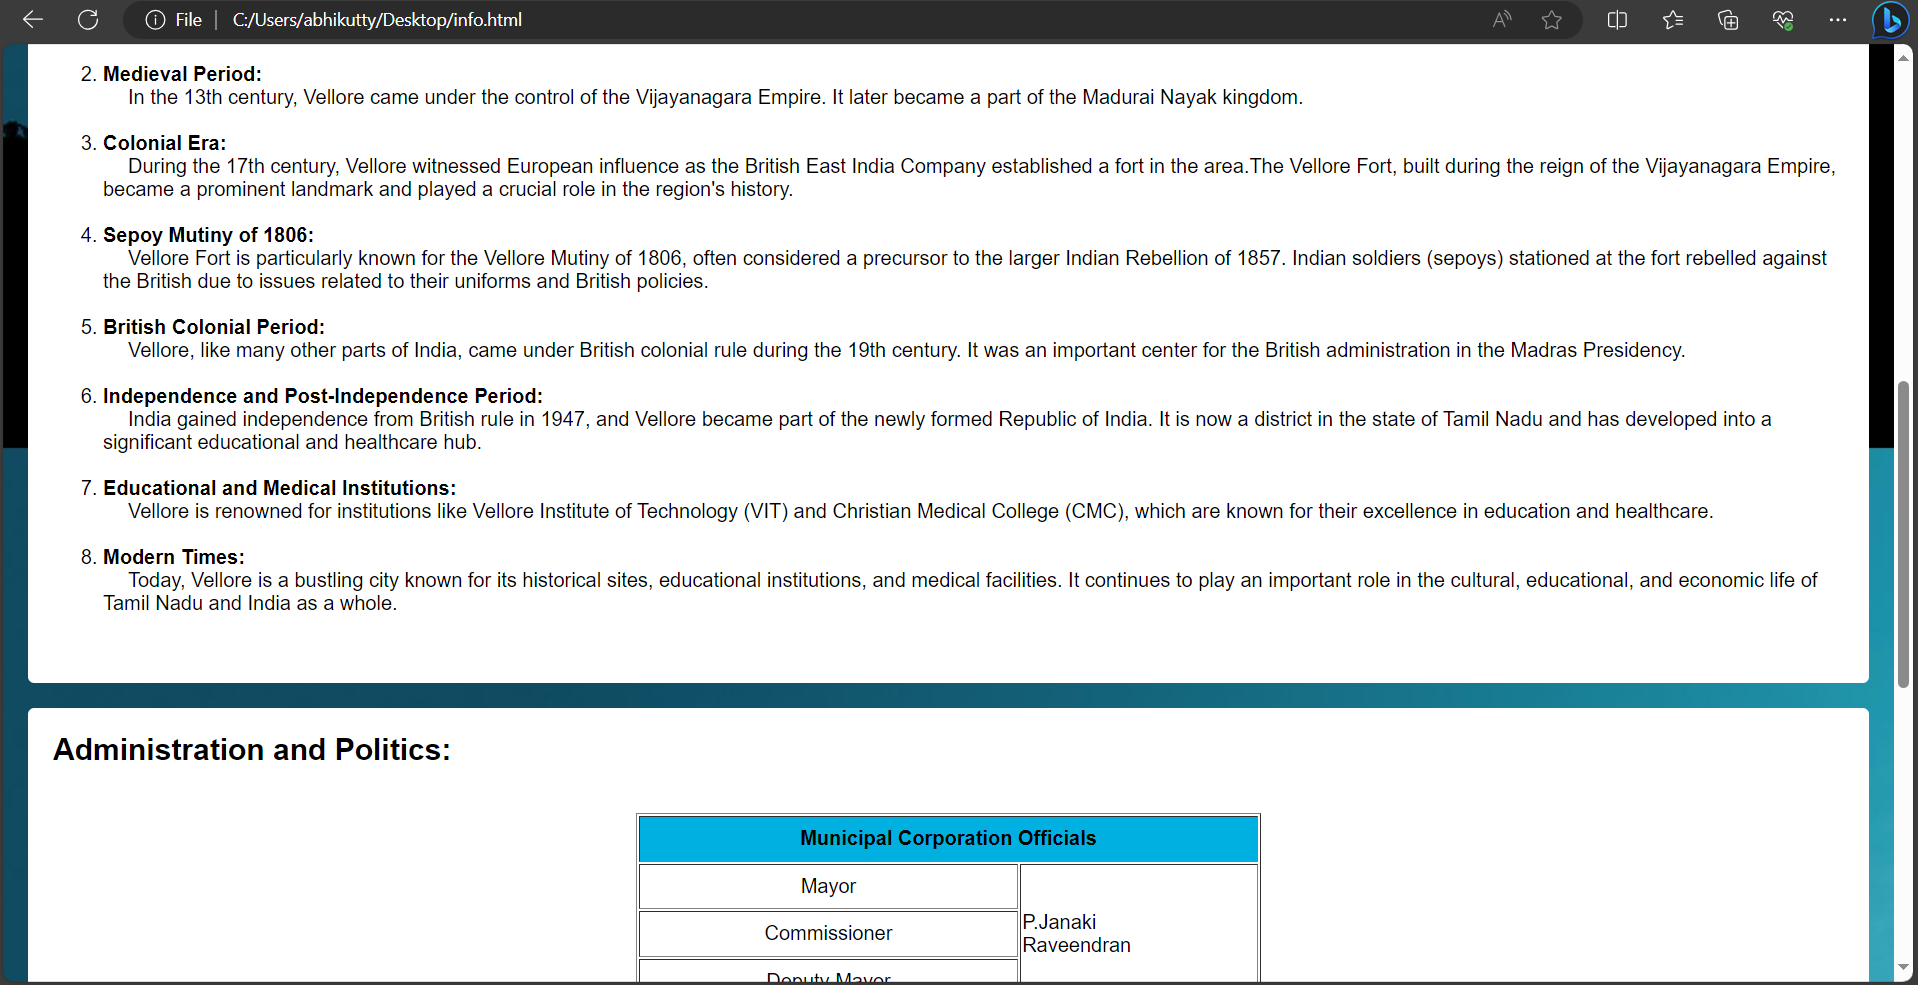 File C:/Users/abhikutty/Desktop/info.html
2. Medieval Period:
In the 13th century, Vellore came under the control of the Vijayanagara Empire. It later became a part of the Madurai Nayak kingdom.
3. Colonial Era:
During the 17th century, Vellore witnessed European influence as the British East India Company established a fort in the area.The Vellore Fort, built during the reign of the Vijayanagara Empire,
became a prominent landmark and played a crucial role in the region's history.
4. Sepoy Mutiny of 1806:
Vellore Fort is particularly known for the Vellore Mutiny of 1806, often considered a precursor to the larger Indian Rebellion of 1857. Indian soldiers (sepoys) stationed at the fort rebelled against
the British due to issues related to their uniforms and British policies.
5. British Colonial Period:
Vellore, like many other parts of India, came under British colonial rule during the 19th century. It was an important center for the British administration in the Madras Presidency.
6. Independence and Post-Independence Period:
India gained independence from British rule in 1947, and Vellore became part of the newly formed Republic of India. It is now a district in the state of Tamil Nadu and has developed into a
significant educational and healthcare hub.
7. Educational and Medical Institutions:
Vellore is renowned for institutions like Vellore Institute of Technology (VIT) and Christian Medical College (CMC), which are known for their excellence in education and healthcare.
8. Modern Times:
Today, Vellore is a bustling city known for its historical sites, educational institutions, and medical facilities. It continues to play an important role in the cultural, educational, and economic life of
Tamil Nadu and India as a whole.
Administration and Politics:
Municipal Corporation Officials
Mayor
P.Janaki
Raveendran
Commissioner
Deputy Mayor